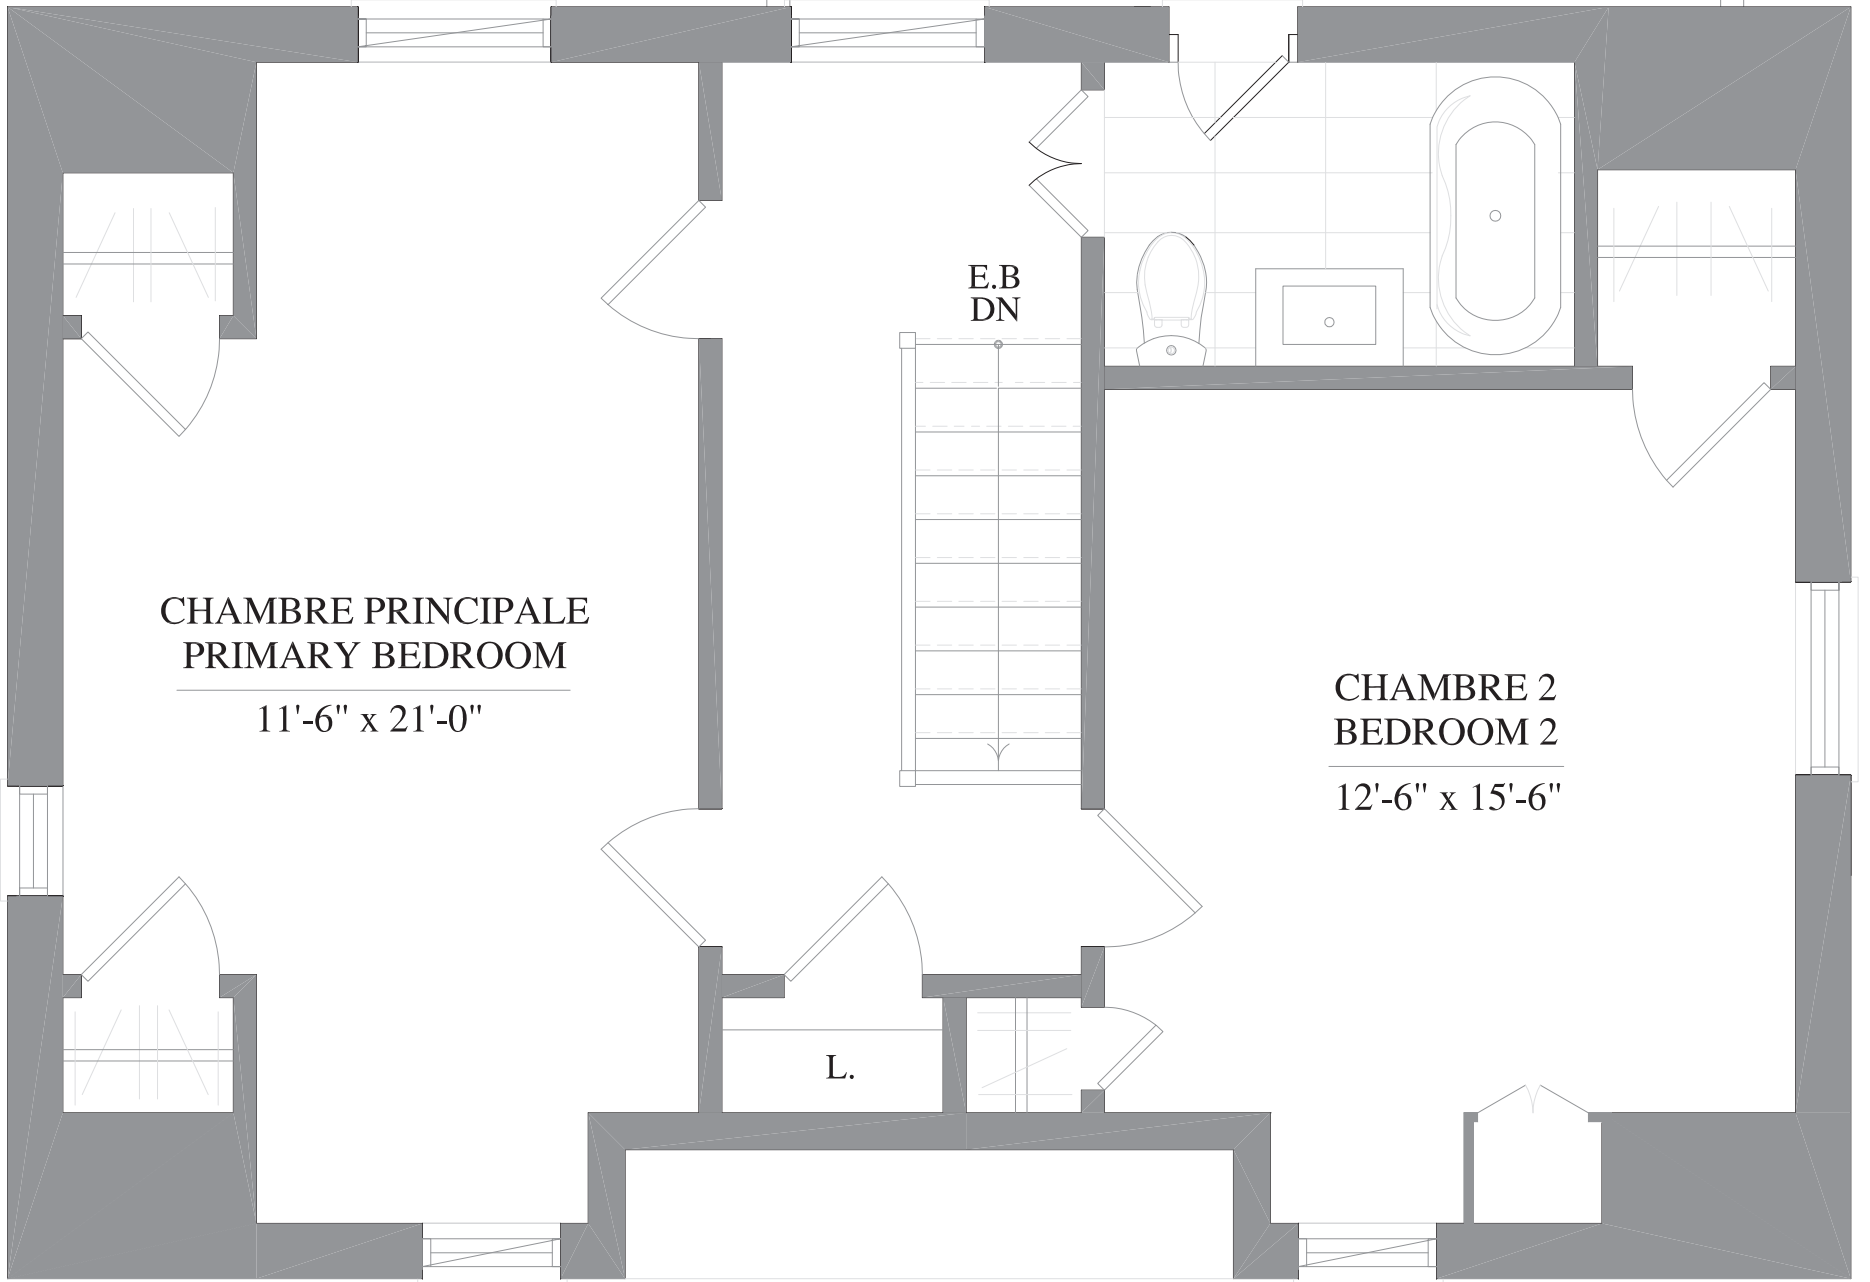 E.B
DN
CHAMBRE PRINCIPALE
PRIMARY BEDROOM
11'-6" x 21'-0"
CHAMBRE 2
BEDROOM 2
12'-6" x 15'-6"
L.